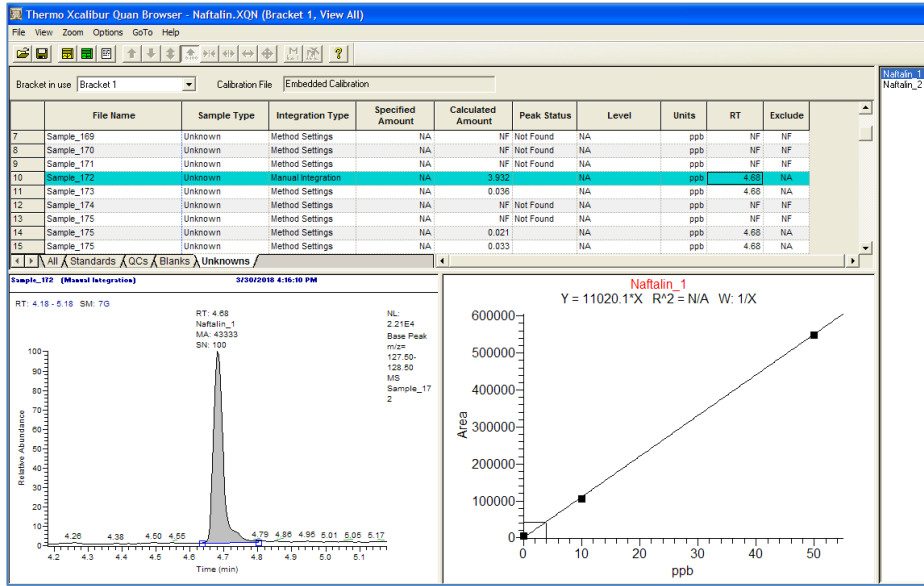 Thermo Xcalibur Quan Browser - Naftalin.XQN (Bracket 1, View All)
File View Zoom Options GoTo Help
Bracket in use Bracket 1 Calibration File Embedded Calibration
Naftalin_1
Naftalin_2
File Name Sample Type Integration Type Specified Amount Calculated Amount Peak Status Level Units RT Exclude
7 Sample_169 Unknown Method Settings NA NF Not Found NA ppb NF NF
8 Sample_170 Unknown Method Settings NA NF Not Found NA ppb NF NF
9 Sample_171 Unknown Method Settings NA NF Not Found NA ppb NF NF
10 Sample_172 Unknown Manual Integration NA 3.932 NA ppb 4.68 NA
11 Sample_173 Unknown Method Settings NA 0.036 NA ppb 4.68 NA
12 Sample_174 Unknown Method Settings NA NF Not Found NA ppb NF NF
13 Sample_175 Unknown Method Settings NA NF Not Found NA ppb NF NF
14 Sample_175 Unknown Method Settings NA 0.021 NA ppb 4.68 NA
15 Sample_175 Unknown Method Settings NA 0.033 NA ppb 4.68 NA
All Standards QCs Blanks Unknowns
Sample_172 (Manual Integration) 3/30/2018 4:16:10 PM
RT: 4.18 - 5.18 SM: 7G
RT: 4.68
Naftalin_1
MA: 43333
SN: 100
NL:
2.21E4
Base Peak
m/z=
127.50-
128.50
MS
Sample_17
2
Relative Abundance
100
90
80
70
60
50
40
30
20
10
0
4.26 4.38 4.50 4.55 4.79 4.86 4.95 5.01 5.05 5.17
4.2 4.3 4.4 4.5 4.6 4.7 4.8 4.9 5.0 5.1
Time (min)
Naftalin_1
Y = 11020.1*X R^2 = N/A W: 1/X
Area
600000
500000
400000
300000
200000
100000
0
0 10 20 30 40 50
ppb